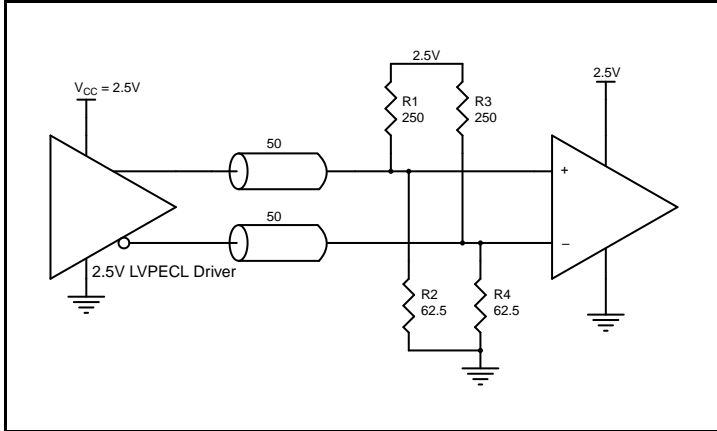 2.5V
V_CC = 2.5V
2.5V
R1
250
R3
250
50
+
50
−
2.5V LVPECL Driver
R2
62.5
R4
62.5